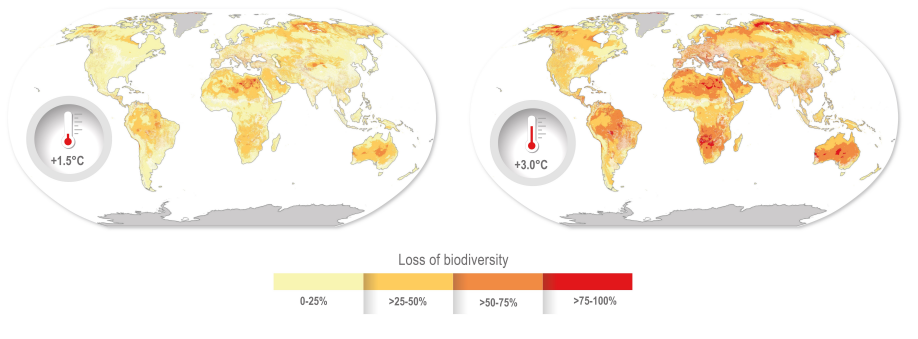 +1.5°C
+3.0°C
Loss of biodiversity
0-25%
>25-50%
>50-75%
>75-100%